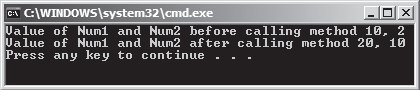 C:\WINDOWS\system32\cmd.exe
Value of Num1 and Num2 before calling method 10, 2
Value of Num1 and Num2 after calling method 20, 10
Press any key to continue . . .